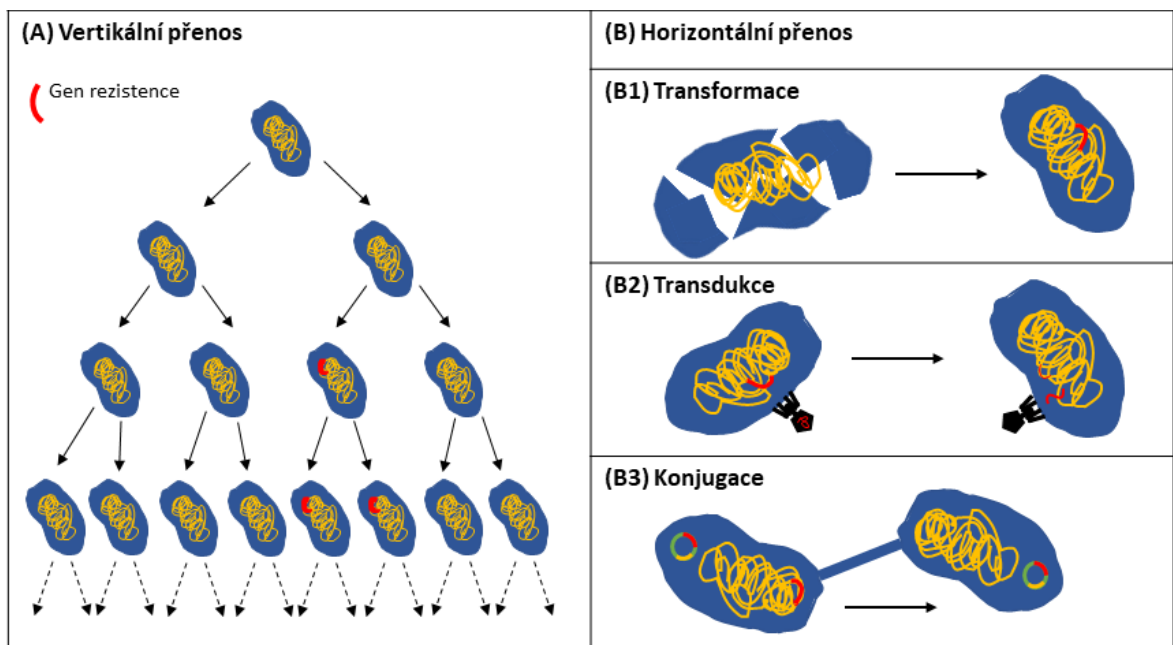 (A) Vertikální přenos
Gen rezistence
(B) Horizontální přenos
(B1) Transformace
(B2) Transdukce
(B3) Konjugace